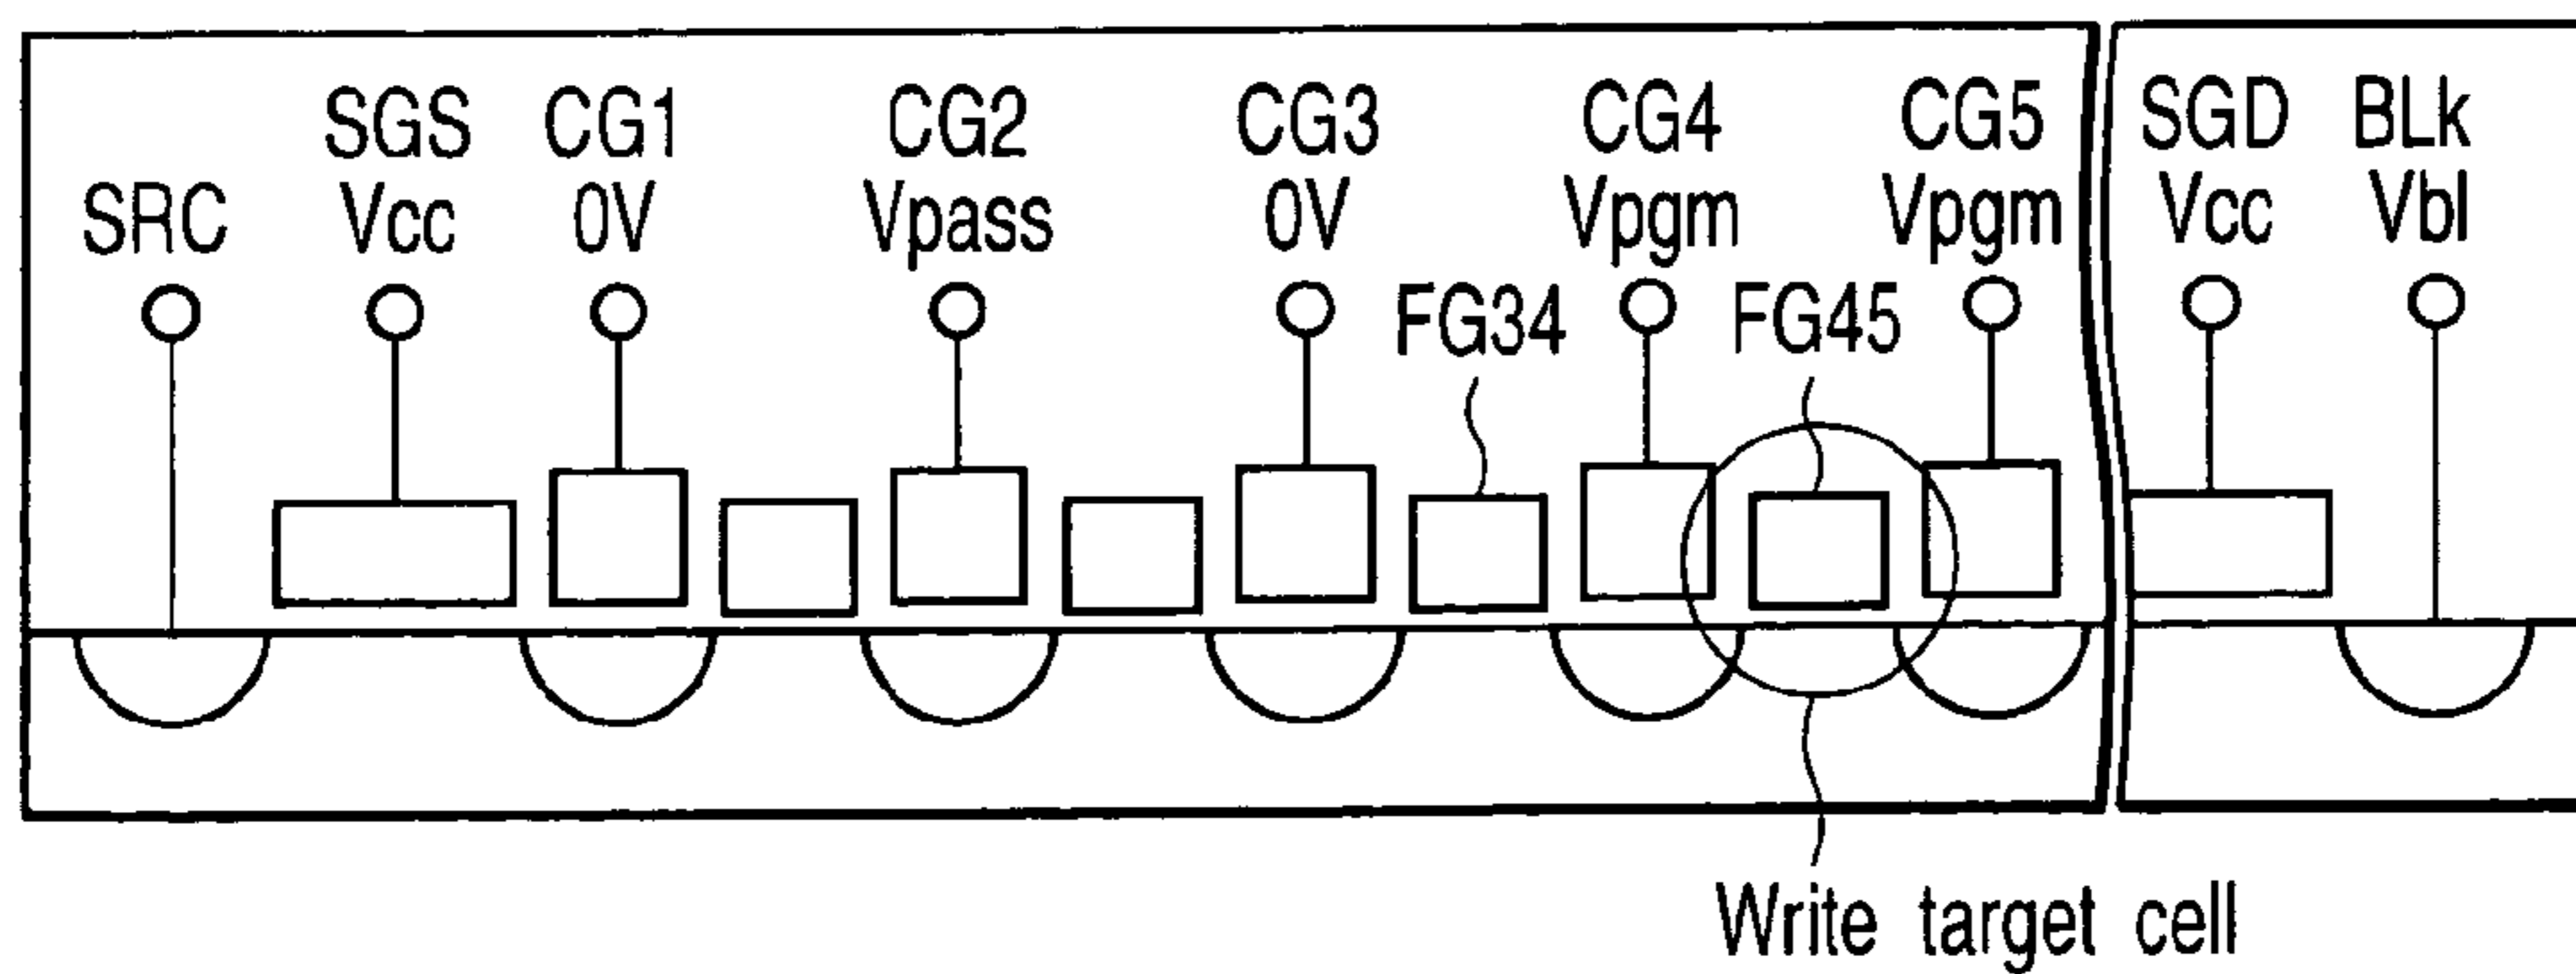 SGS CG1 CG2 CG3 CG4 CG5 SGD BLk
SRC Vcc 0V Vpass 0V Vpgm Vpgm Vcc Vbl
FG34 FG45
Write target cell